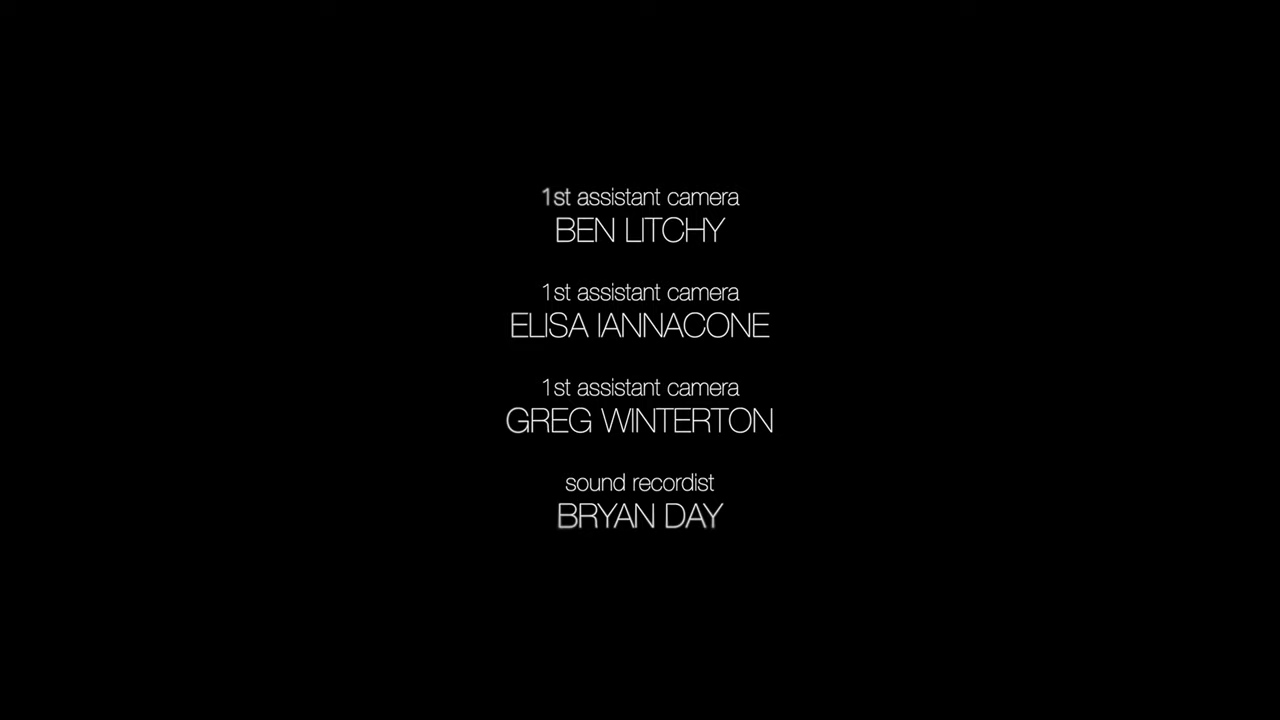 1st assistant camera
BEN LITCHY
1st assistant camera
ELISA IANNACONE
1st assistant camera
GREG WINTERTON
sound recordist
BRYAN DAY